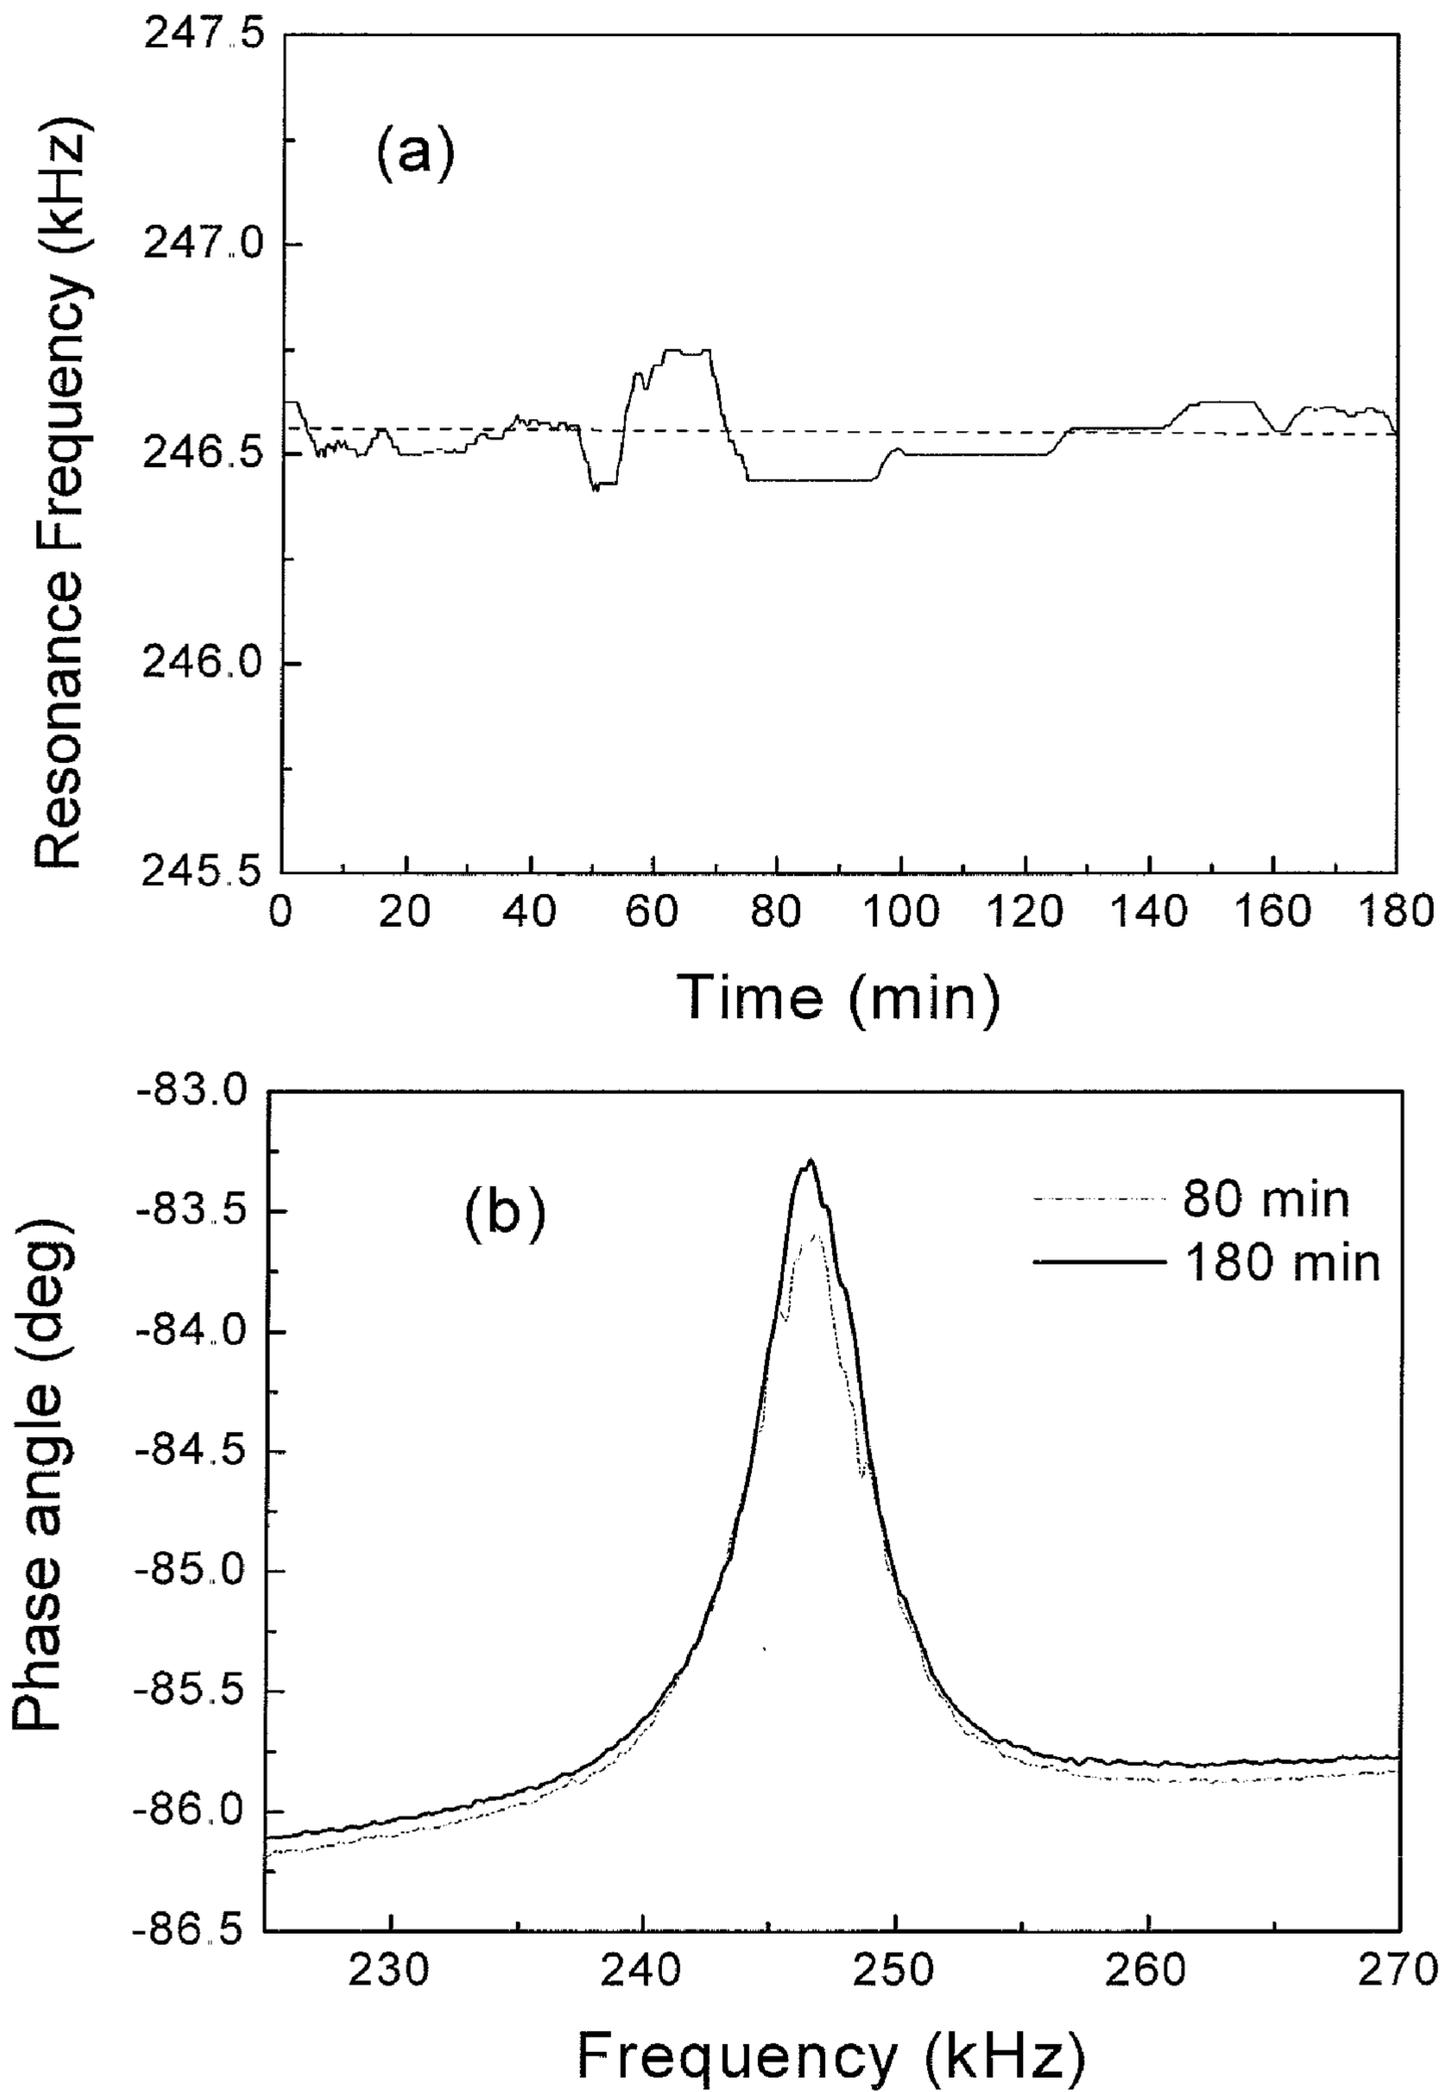 247.5
247.0
246.5
246.0
245.5
Resonance Frequency (kHz)
(a)
0 20 40 60 80 100 120 140 160 180
Time (min)
-83.0
-83.5
-84.0
-84.5
-85.0
-85.5
-86.0
-86.5
Phase angle (deg)
(b)
80 min
180 min
230 240 250 260 270
Frequency (kHz)